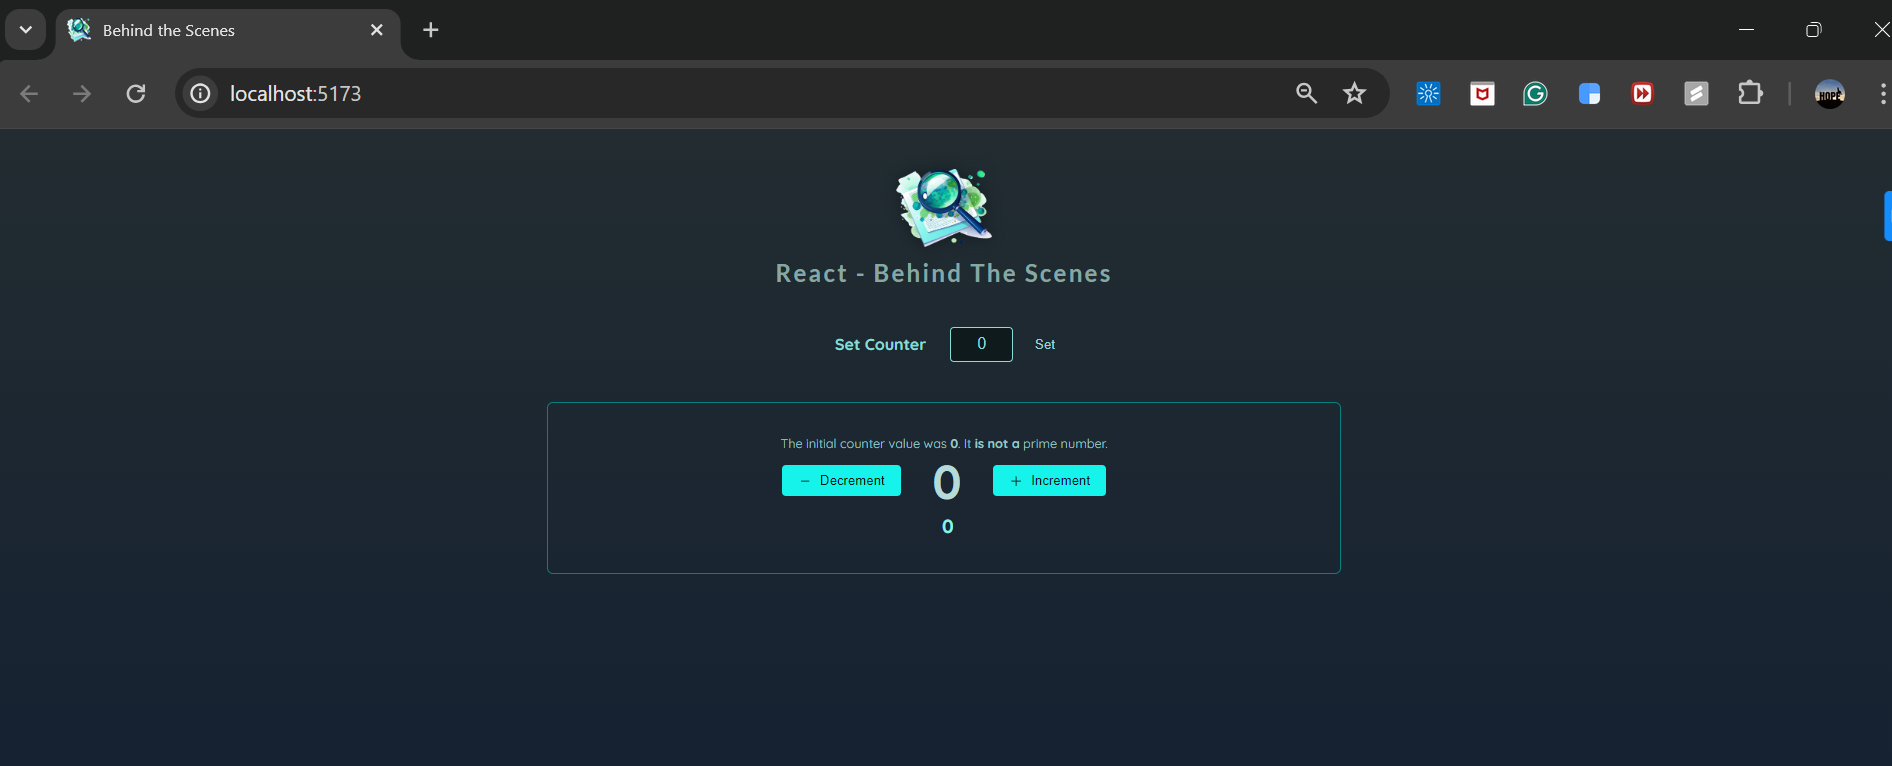 Behind the Scenes
localhost:5173
HOPE
React - Behind The Scenes
Set Counter 0 Set
The initial counter value was 0. It is not a prime number.
− Decrement 0 + Increment
0